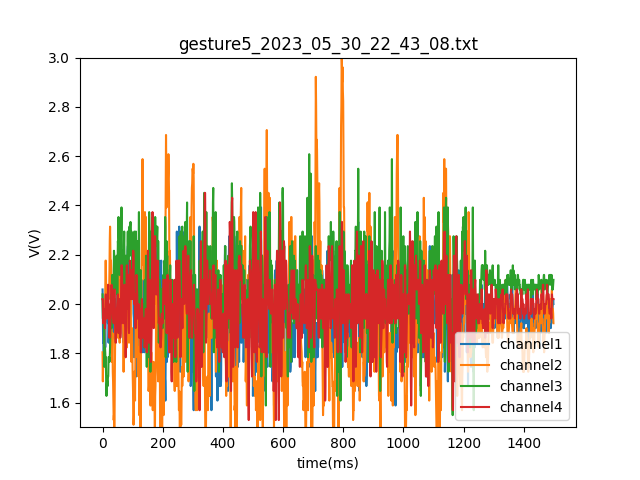 gesture5_2023_05_30_22_43_08.txt
3.0
2.8
2.6
2.4
2.2
2.0
1.8
1.6
V(V)
channel1
channel2
channel3
channel4
0 200 400 600 800 1000 1200 1400
time(ms)